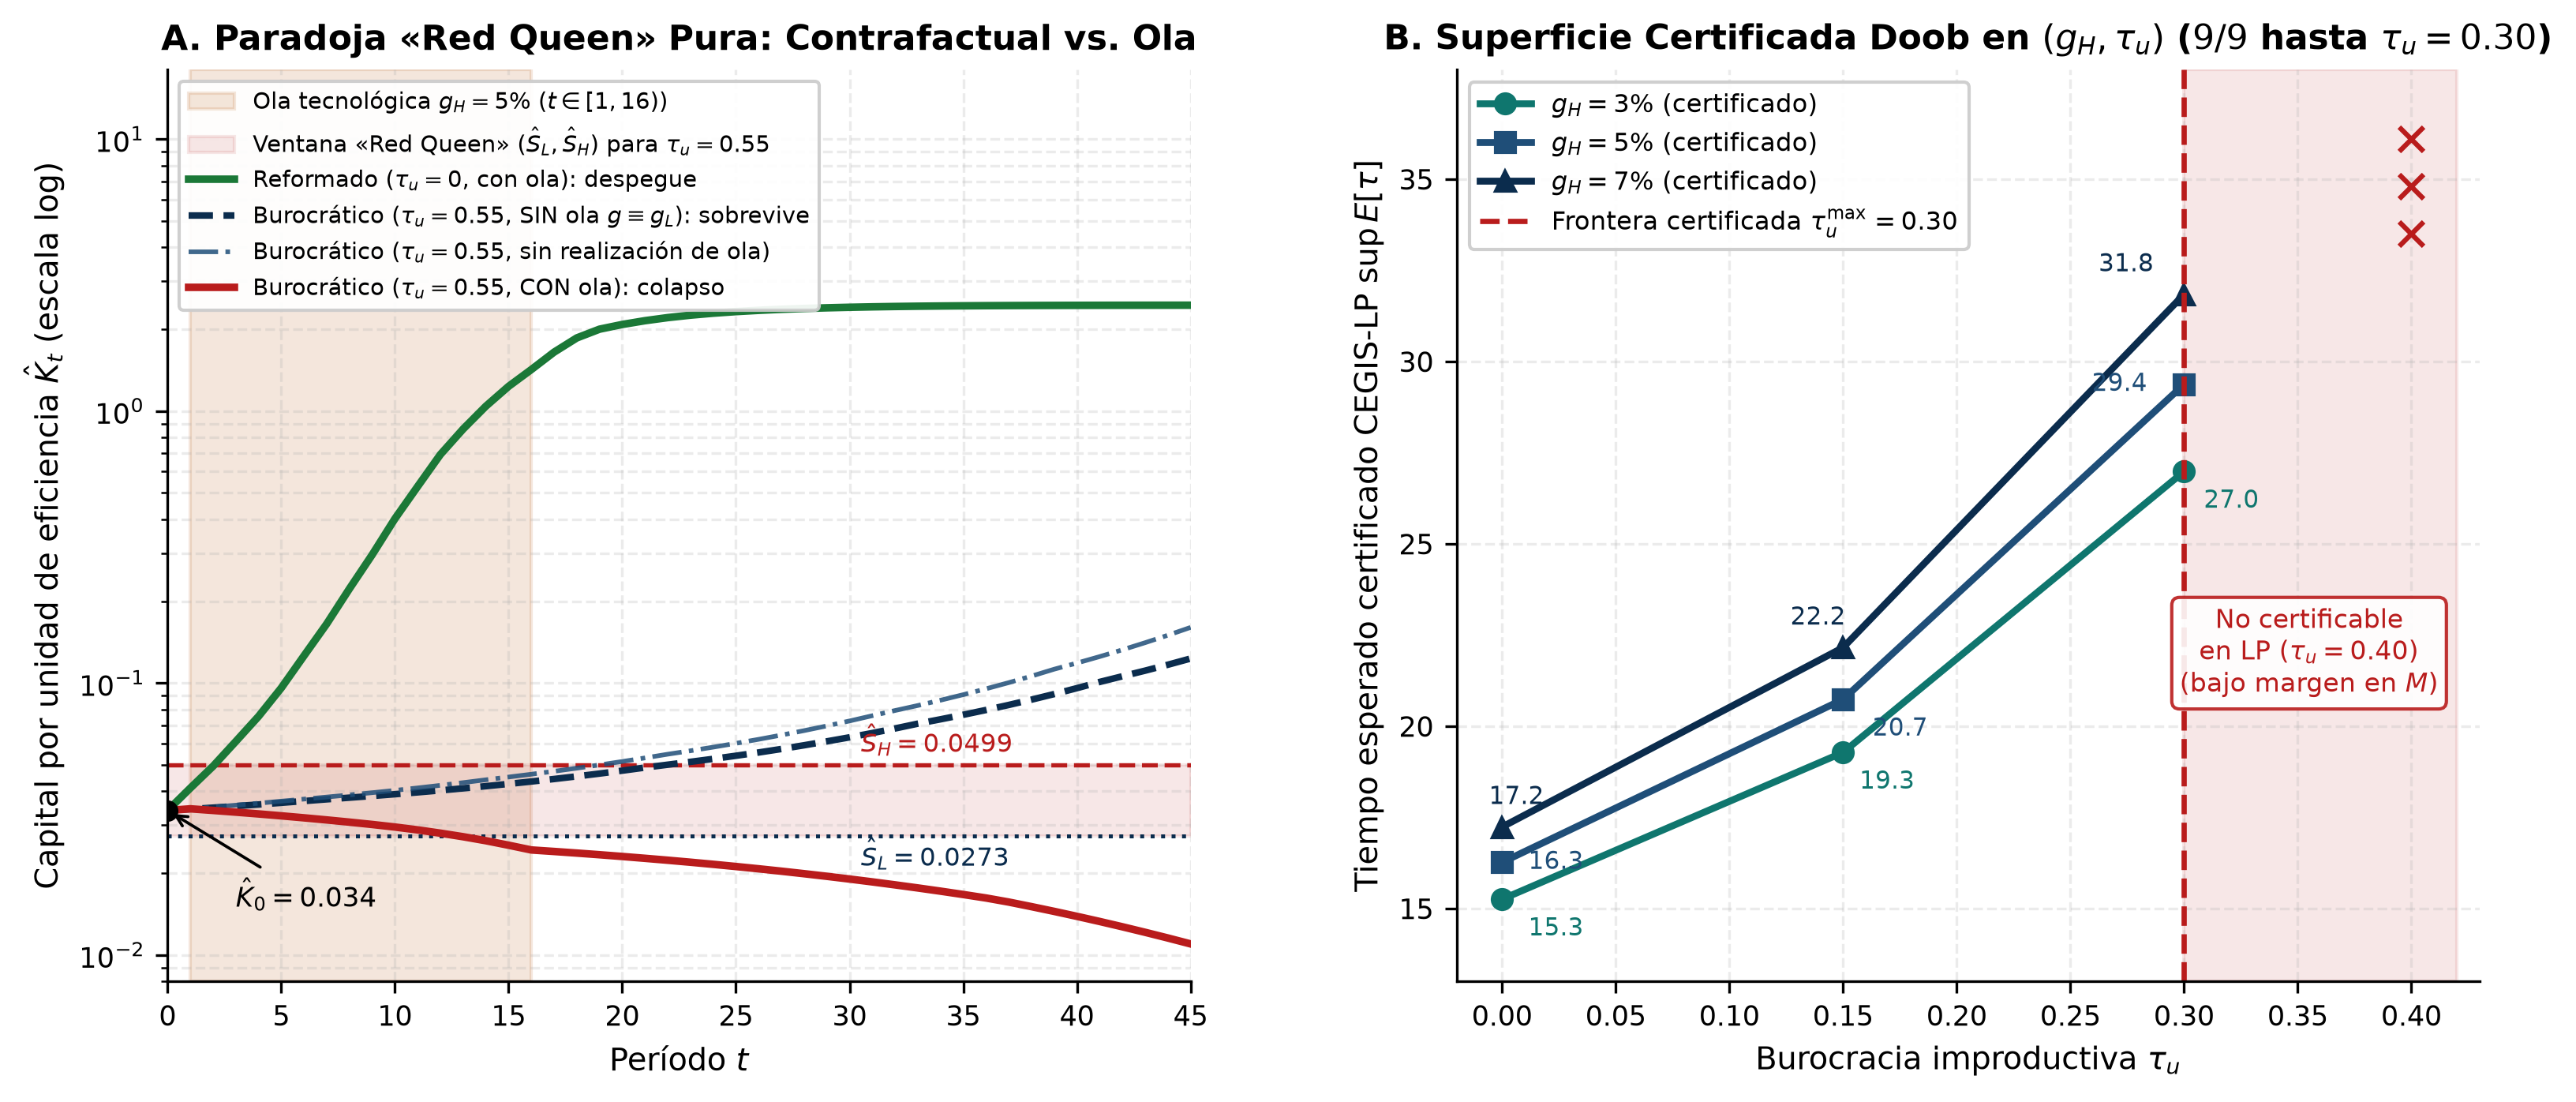 A. Paradoja «Red Queen» Pura: Contrafactual vs. Ola
Ola tecnológica g_H = 5% (t ∈ [1, 16))
Ventana «Red Queen» (Ŝ_L, Ŝ_H) para τ_u = 0.55
Reformado (τ_u = 0, con ola): despegue
Burocrático (τ_u = 0.55, SIN ola g ≡ g_L): sobrevive
Burocrático (τ_u = 0.55, sin realización de ola)
Burocrático (τ_u = 0.55, CON ola): colapso
Capital por unidad de eficiencia K̂_t (escala log)
10^1
10^0
10^−1
10^−2
Ŝ_H = 0.0499
Ŝ_L = 0.0273
K̂_0 = 0.034
0 5 10 15 20 25 30 35 40 45
Período t
B. Superficie Certificada Doob en (g_H, τ_u) (9/9 hasta τ_u = 0.30)
g_H = 3% (certificado)
g_H = 5% (certificado)
g_H = 7% (certificado)
Frontera certificada τ_u^max = 0.30
Tiempo esperado certificado CEGIS-LP sup E[τ]
35
30
25
20
15
31.8
29.4
27.0
22.2
20.7
19.3
17.2
16.3
15.3
No certificable
en LP (τ_u = 0.40)
(bajo margen en M)
0.00 0.05 0.10 0.15 0.20 0.25 0.30 0.35 0.40
Burocracia improductiva τ_u